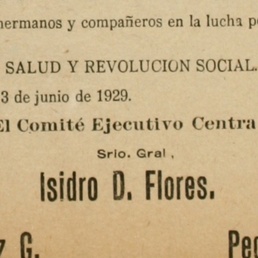 hermanos y compañeros en la lucha
SALUD Y REVOLUCION SOCIAL.
3 de junio de 1929.
El Comité Ejecutivo
Srio. Gral,
Isidro D. Flores.
G.